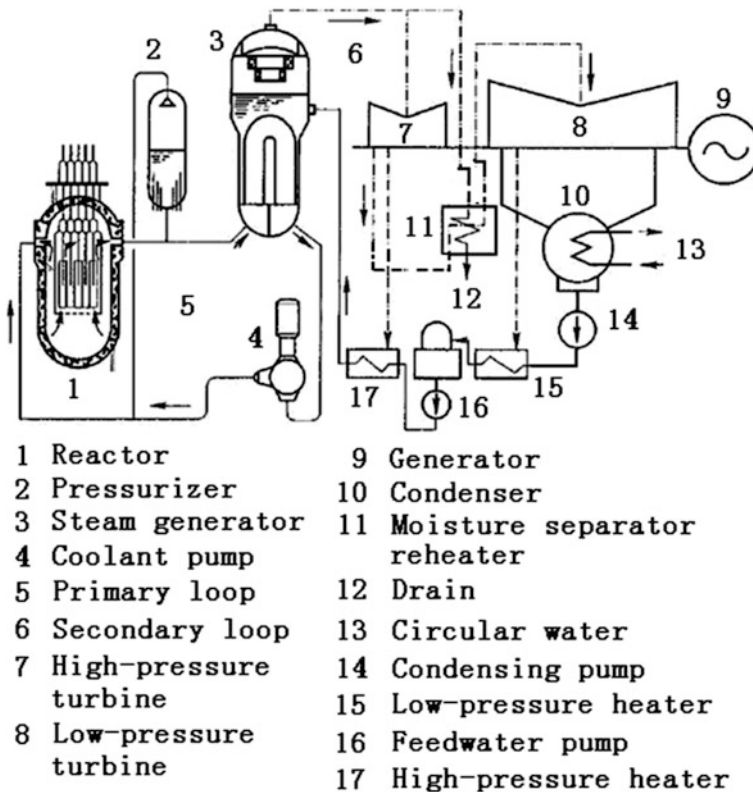 2
3
6
9
7
8
10
11
13
5
12
4
14
1
17
16
15
1 Reactor
2 Pressurizer
3 Steam generator
4 Coolant pump
5 Primary loop
6 Secondary loop
7 High-pressure
turbine
8 Low-pressure
turbine
9 Generator
10 Condenser
11 Moisture separator
reheater
12 Drain
13 Circular water
14 Condensing pump
15 Low-pressure heater
16 Feedwater pump
17 High-pressure heater